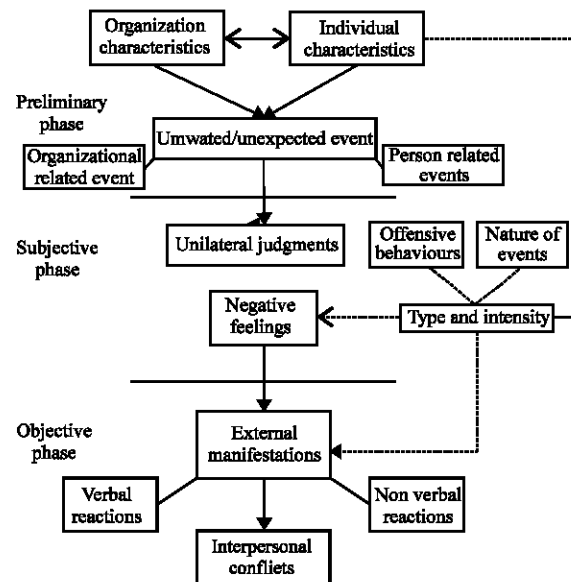 Organization
characteristics
Individual
characteristics
Preliminary
phase
Umwated/unexpected event
Organizational
related event
Person related
events
Subjective
phase
Unilateral judgments
Offensive
behaviours
Nature of
events
Negative
feelings
Type and intensity
Objective
phase
External
manifestations
Verbal
reactions
Non verbal
reactions
Interpersonal
confliets